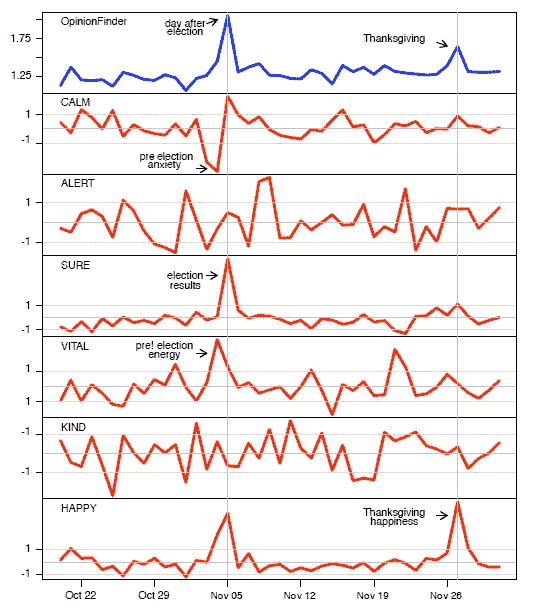 OpinionFinder
day after
election
Thanksgiving
1.75
1.25
CALM
1
-1
pre election
anxiety
ALERT
1
-1
SURE
election
results
1
-1
VITAL
pre! election
energy
1
1
KIND
-1
-1
HAPPY
Thanksgiving
happiness
1
-1
Oct 22 Oct 29 Nov 05 Nov 12 Nov 19 Nov 26